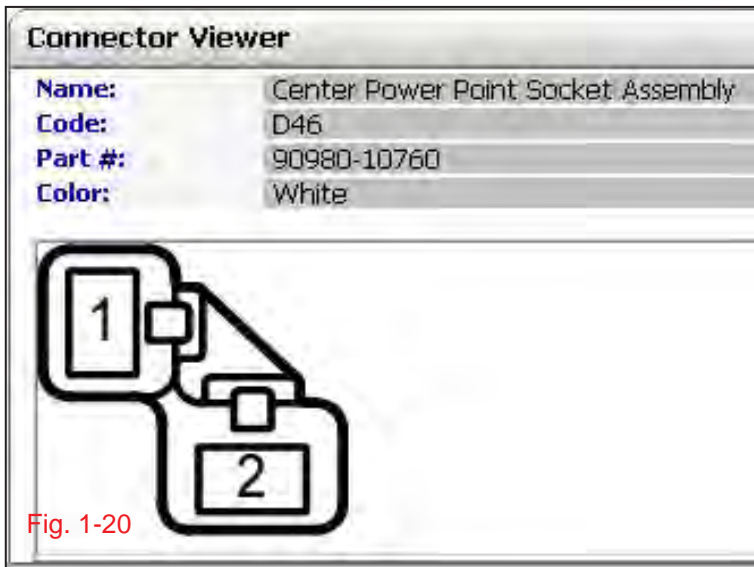 Connector Viewer
Name: Center Power Point Socket Assembly
Code: D46
Part #: 90980-10760
Color: White
1
2
Fig. 1-20